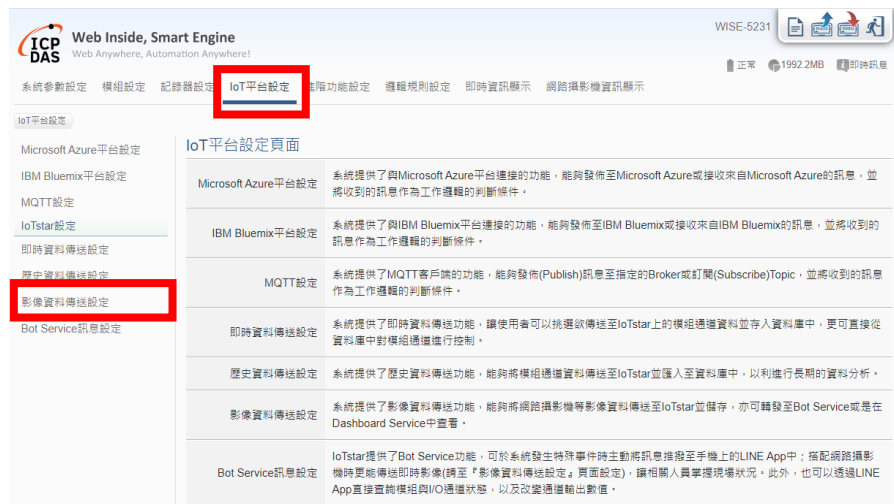 ICP DAS
Web Inside, Smart Engine
Web Anywhere, Automation Anywhere!
WISE-5231
正常 1992.2MB 即時訊息
系統參數設定 模組設定 記錄器設定 IoT平台設定 進階功能設定 邏輯規則設定 即時資訊顯示 網路攝影機資訊顯示
IoT平台設定
Microsoft Azure平台設定
IBM Bluemix平台設定
MQTT設定
IoTstar設定
即時資料傳送設定
歷史資料傳送設定
影像資料傳送設定
Bot Service訊息設定
IoT平台設定頁面
Microsoft Azure平台設定
系統提供了與Microsoft Azure平台連接的功能，能夠發佈至Microsoft Azure或接收來自Microsoft Azure的訊息，並
將收到的訊息作為工作邏輯的判斷條件。
IBM Bluemix平台設定
系統提供了與IBM Bluemix平台連接的功能，能夠發佈至IBM Bluemix或接收來自IBM Bluemix的訊息，並將收到的
訊息作為工作邏輯的判斷條件。
MQTT設定
系統提供了MQTT客戶端的功能，能夠發佈(Publish)訊息至指定的Broker或訂閱(Subscribe)Topic，並將收到的訊息
作為工作邏輯的判斷條件。
即時資料傳送設定
系統提供了即時資料傳送功能，讓使用者可以挑選欲傳送至IoTstar上的模組通道資料並存入資料庫中，更可直接從
資料庫中對模組通道進行控制。
歷史資料傳送設定
系統提供了歷史資料傳送功能，能夠將模組通道資料傳送至IoTstar並匯入至資料庫中，以利進行長期的資料分析。
影像資料傳送設定
系統提供了影像資料傳送功能，能夠將網路攝影機等影像資料傳送至IoTstar並儲存，亦可轉發至Bot Service或是在
Dashboard Service中查看。
Bot Service訊息設定
IoTstar提供了Bot Service功能，可於系統發生特殊事件時主動將訊息推撥至手機上的LINE App中；搭配網路攝影
機時更能傳送即時影像(請至『影像資料傳送設定』頁面設定)，讓相關人員掌握現場狀況。此外，也可以透過LINE
App直接查詢模組與I/O通道狀態，以及改變通道輸出數值。